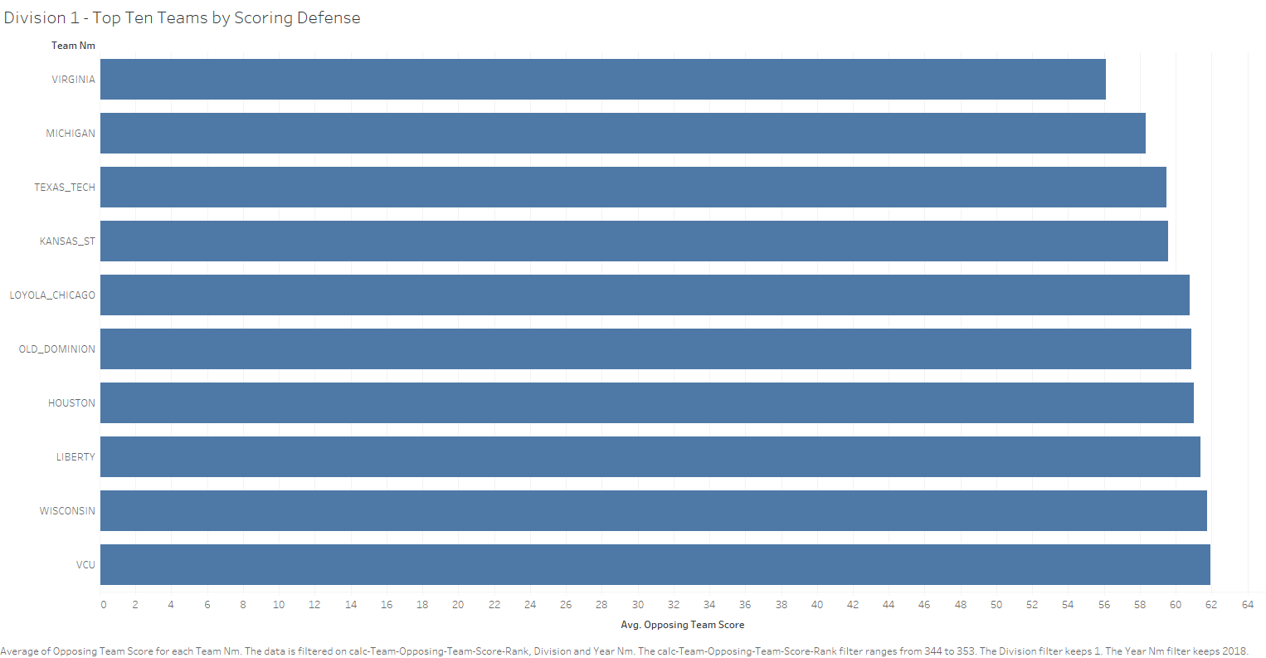 Division 1 - Top Ten Teams by Scoring Defense
Team Nm
VIRGINIA
MICHIGAN
TEXAS_TECH
KANSAS_ST
LOYOLA_CHICAGO
OLD_DOMINION
HOUSTON
LIBERTY
WISCONSIN
VCU
0 2 4 6 8 10 12 14 16 18 20 22 24 26 28 30 32 34 36 38 40 42 44 46 48 50 52 54 56 58 60 62 64
Avg. Opposing Team Score
Average of Opposing Team Score for each Team Nm. The data is filtered on calc-Team-Opposing-Team-Score-Rank, Division and Year Nm. The calc-Team-Opposing-Team-Score-Rank filter ranges from 344 to 353. The Division filter keeps 1. The Year Nm filter keeps 2018.